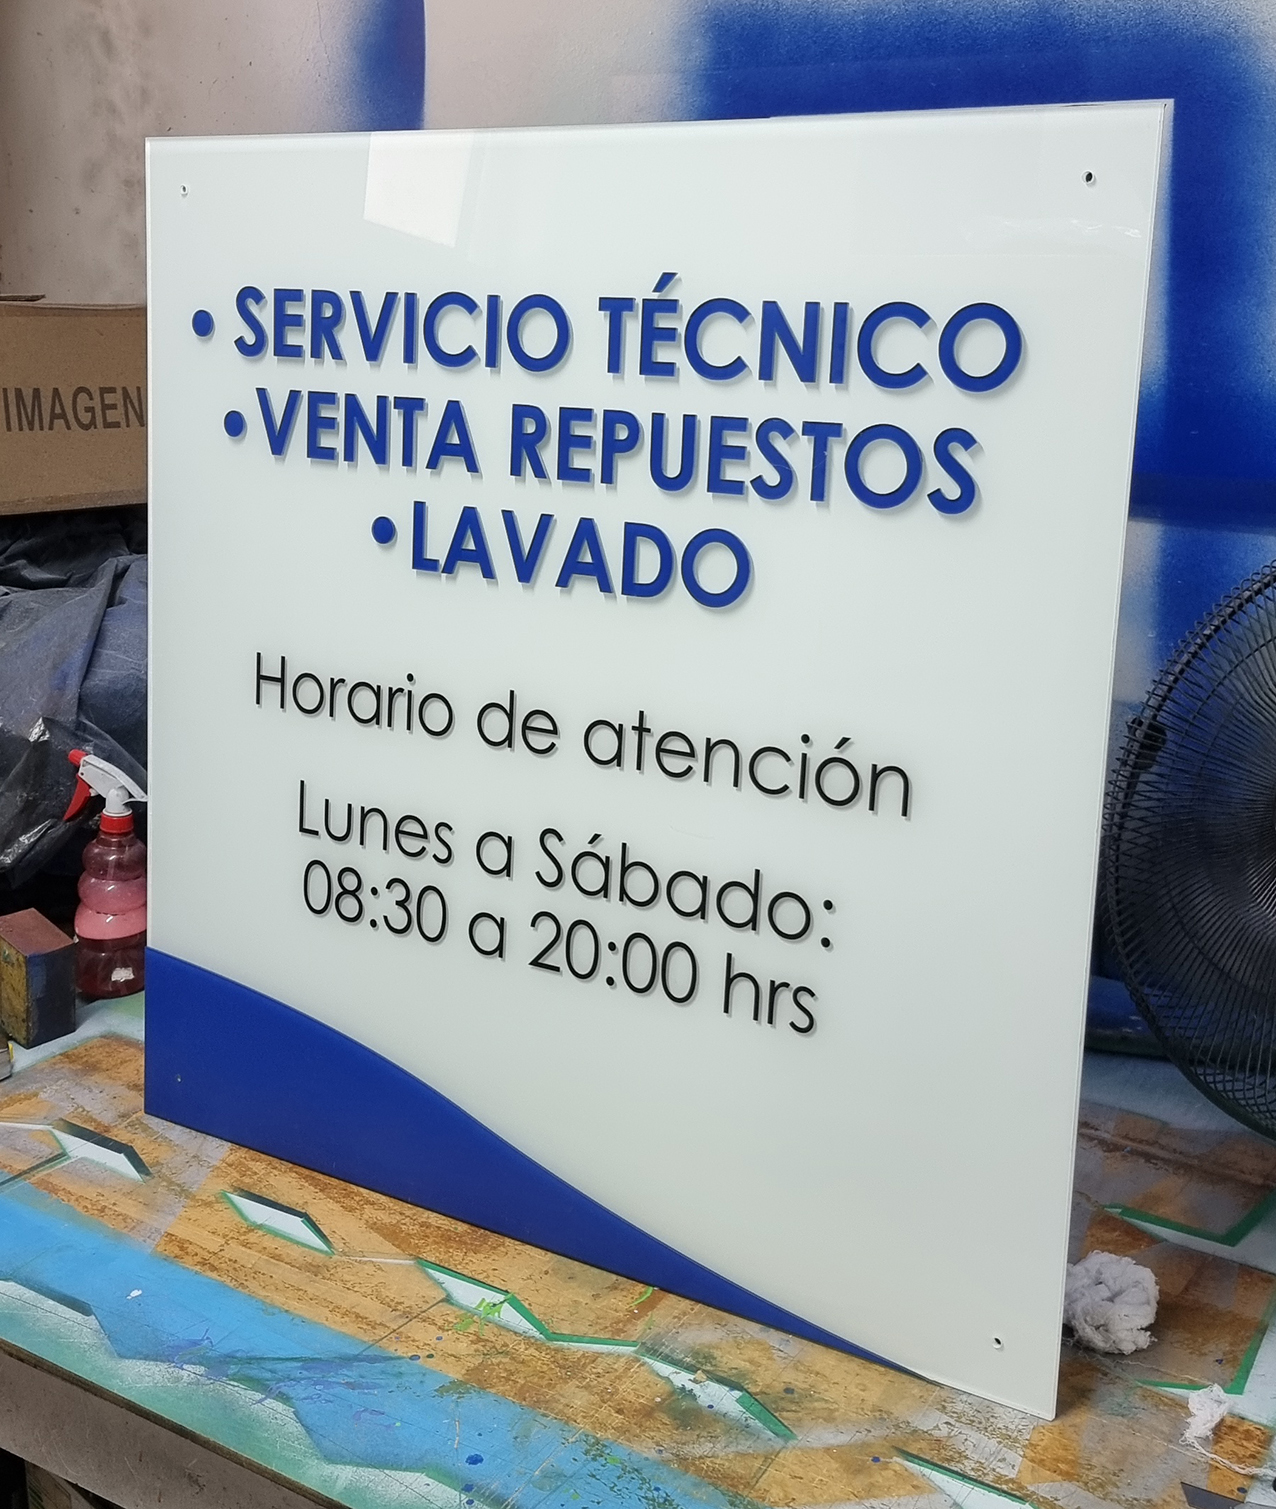 • SERVICIO TÉCNICO
• VENTA REPUESTOS
• LAVADO
Horario de atención
Lunes a Sábado:
08:30 a 20:00 hrs
IMAGEN